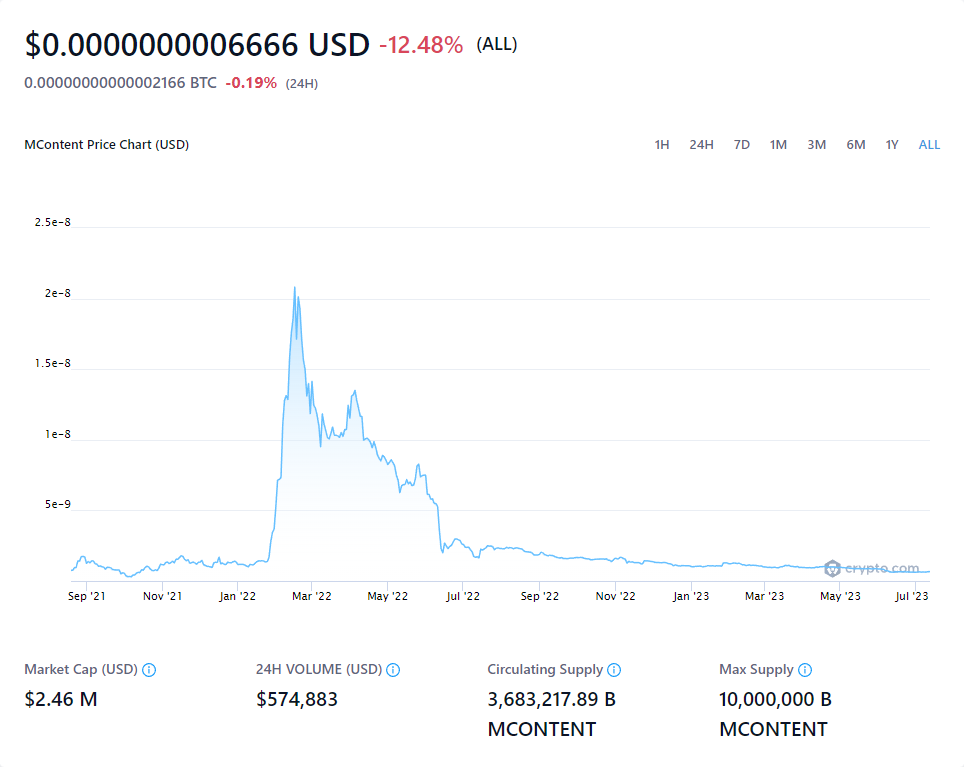 $0.0000000006666 USD -12.48% (ALL)
0.00000000000002166 BTC -0.19% (24H)
MContent Price Chart (USD) 1H 24H 7D 1M 3M 6M 1Y ALL
2.5e-8
2e-8
1.5e-8
1e-8
5e-9
crypto.com
Sep '21 Nov '21 Jan '22 Mar '22 May '22 Jul '22 Sep '22 Nov '22 Jan '23 Mar '23 May '23 Jul '23
Market Cap (USD) 24H VOLUME (USD) Circulating Supply Max Supply
$2.46 M $574,883 3,683,217.89 B 10,000,000 B
MCONTENT MCONTENT